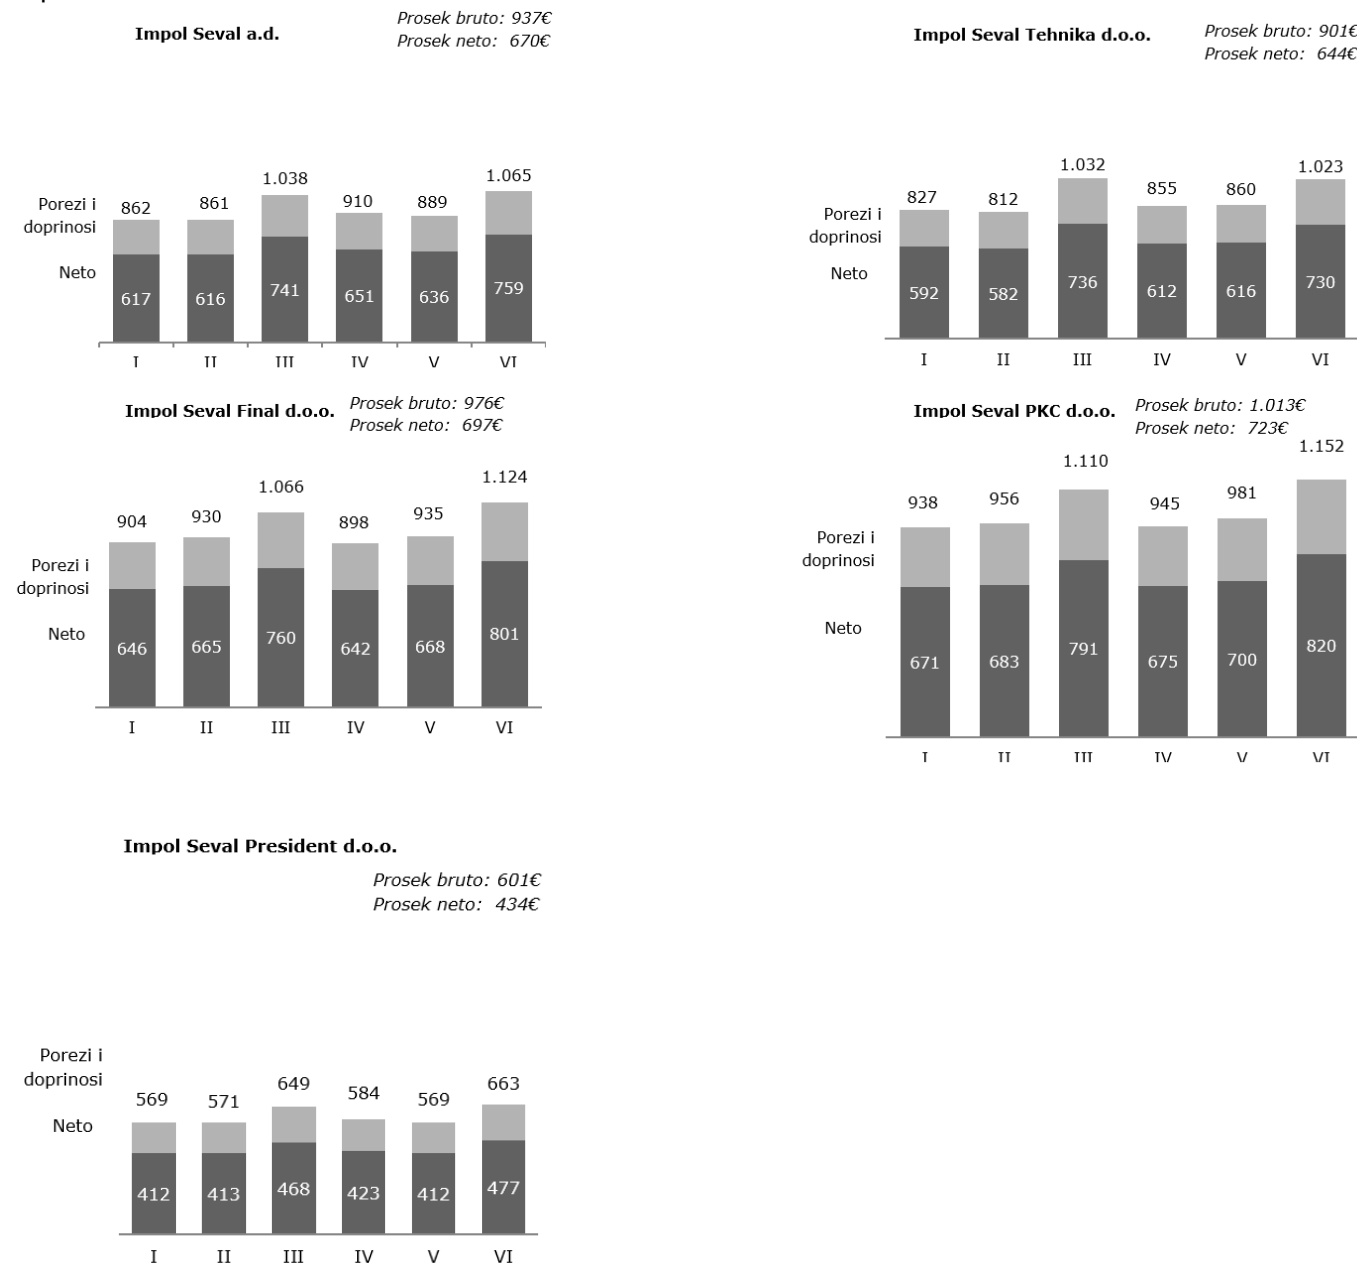 Impol Seval a.d.
Prosek bruto: 937€
Prosek neto: 670€
862 861 1.038 910 889 1.065
Porezi i
doprinosi
Neto
617 616 741 651 636 759
I II III IV V VI
Impol Seval Tehnika d.o.o.
Prosek bruto: 901€
Prosek neto: 644€
827 812 1.032 855 860 1.023
Porezi i
doprinosi
Neto
592 582 736 612 616 730
I II III IV V VI
Impol Seval Final d.o.o.
Prosek bruto: 976€
Prosek neto: 697€
904 930 1.066 898 935 1.124
Porezi i
doprinosi
Neto
646 665 760 642 668 801
I II III IV V VI
Impol Seval PKC d.o.o.
Prosek bruto: 1.013€
Prosek neto: 723€
938 956 1.110 945 981 1.152
Porezi i
doprinosi
Neto
671 683 791 675 700 820
I II III IV V VI
Impol Seval President d.o.o.
Prosek bruto: 601€
Prosek neto: 434€
Porezi i
doprinosi
569 571 649 584 569 663
Neto
412 413 468 423 412 477
I II III IV V VI